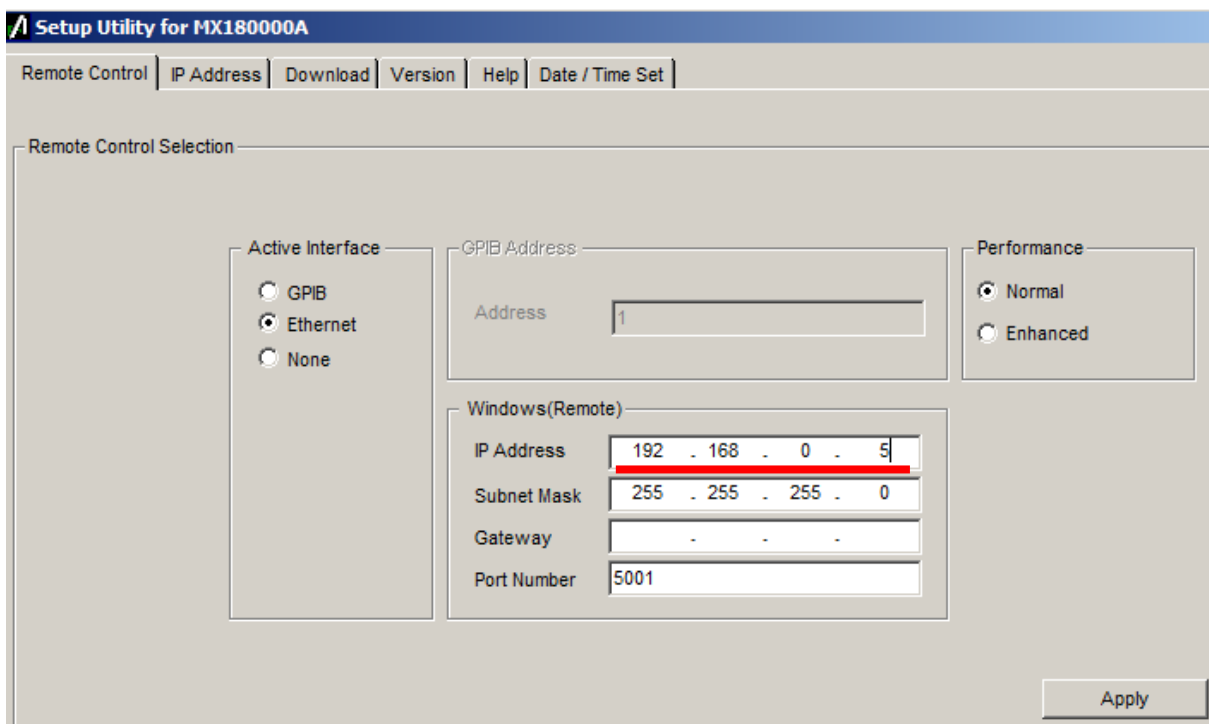 Setup Utility for MX180000A
Remote Control IP Address Download Version Help Date / Time Set
Remote Control Selection
Active Interface
GPIB
Ethernet
None
GPIB Address
Address 1
Performance
Normal
Enhanced
Windows(Remote)
IP Address 192 . 168 . 0 . 5
Subnet Mask 255 . 255 . 255 . 0
Gateway . . .
Port Number 5001
Apply